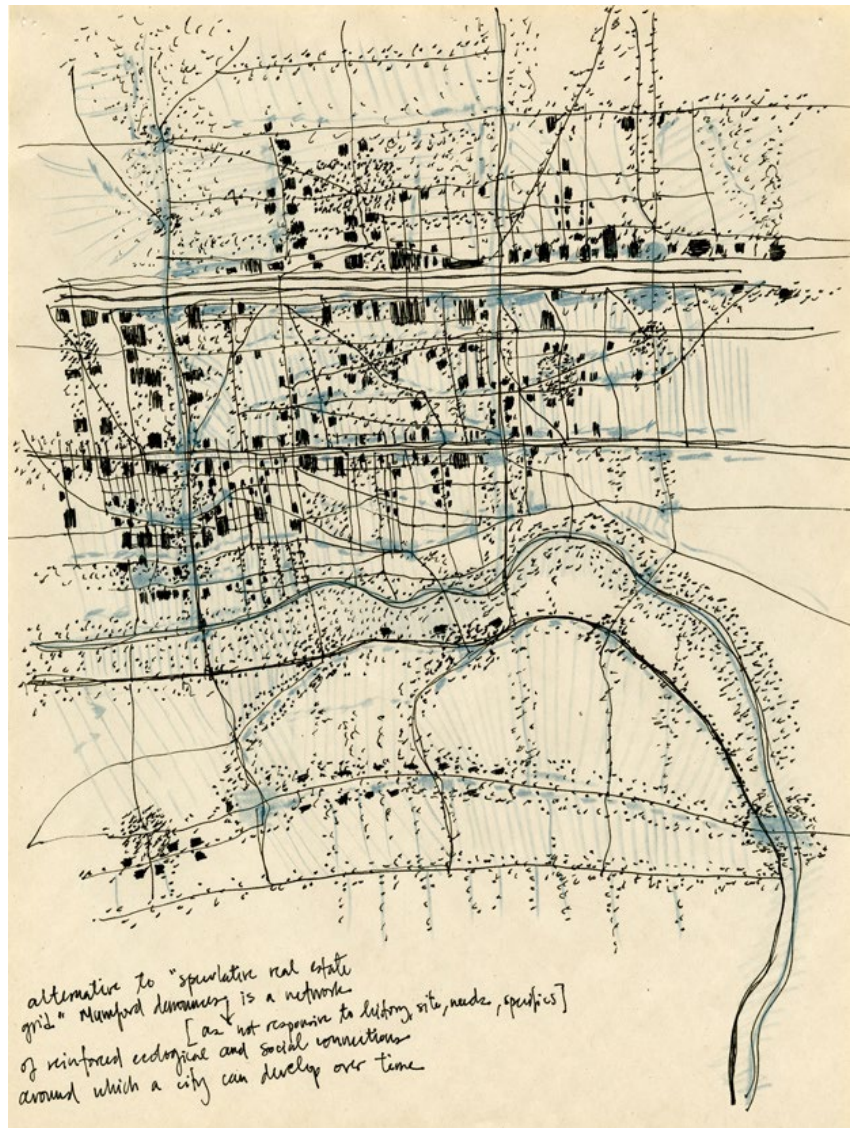 alternative to "speculative real estate
grid" Mumford denounces is a network
[as not responsive to history, site, needs, specifics]
of reinforced ecological and social connections
around which a city can develop over time